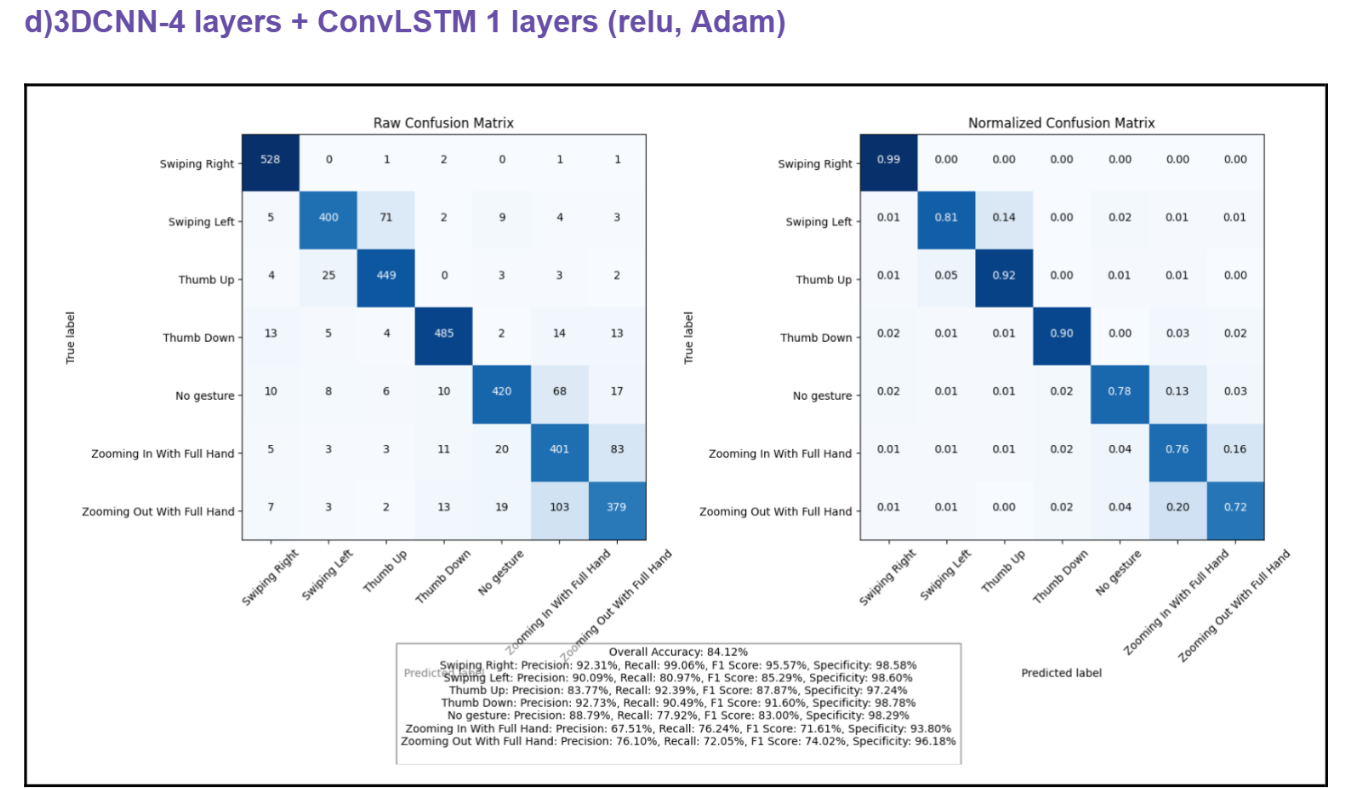 d)3DCNN-4 layers + ConvLSTM 1 layers (relu, Adam)
Raw Confusion Matrix
True label
Swiping Right 528 0 1 2 0 1 1
Swiping Left 5 400 71 2 9 4 3
Thumb Up 4 25 449 0 3 3 2
Thumb Down 13 5 4 485 2 14 13
No gesture 10 8 6 10 420 68 17
Zooming In With Full Hand 5 3 3 11 20 401 83
Zooming Out With Full Hand 7 3 2 13 19 103 379
Swiping Right
Swiping Left
Thumb Up
Thumb Down
No gesture
Zooming In With Full Hand
Zooming Out With Full Hand
Predicted label
Normalized Confusion Matrix
True label
Swiping Right 0.99 0.00 0.00 0.00 0.00 0.00 0.00
Swiping Left 0.01 0.81 0.14 0.00 0.02 0.01 0.01
Thumb Up 0.01 0.05 0.92 0.00 0.01 0.01 0.00
Thumb Down 0.02 0.01 0.01 0.90 0.00 0.03 0.02
No gesture 0.02 0.01 0.01 0.02 0.78 0.13 0.03
Zooming In With Full Hand 0.01 0.01 0.01 0.02 0.04 0.76 0.16
Zooming Out With Full Hand 0.01 0.01 0.00 0.02 0.04 0.20 0.72
Swiping Right
Swiping Left
Thumb Up
Thumb Down
No gesture
Zooming In With Full Hand
Zooming Out With Full Hand
Predicted label
Overall Accuracy: 84.12%
Swiping Right: Precision: 92.31%, Recall: 99.06%, F1 Score: 95.57%, Specificity: 98.58%
Swiping Left: Precision: 90.09%, Recall: 80.97%, F1 Score: 85.29%, Specificity: 98.60%
Thumb Up: Precision: 83.77%, Recall: 92.39%, F1 Score: 87.87%, Specificity: 97.24%
Thumb Down: Precision: 92.73%, Recall: 90.49%, F1 Score: 91.60%, Specificity: 98.78%
No gesture: Precision: 88.79%, Recall: 77.92%, F1 Score: 83.00%, Specificity: 98.29%
Zooming In With Full Hand: Precision: 67.51%, Recall: 76.24%, F1 Score: 71.61%, Specificity: 93.80%
Zooming Out With Full Hand: Precision: 76.10%, Recall: 72.05%, F1 Score: 74.02%, Specificity: 96.18%